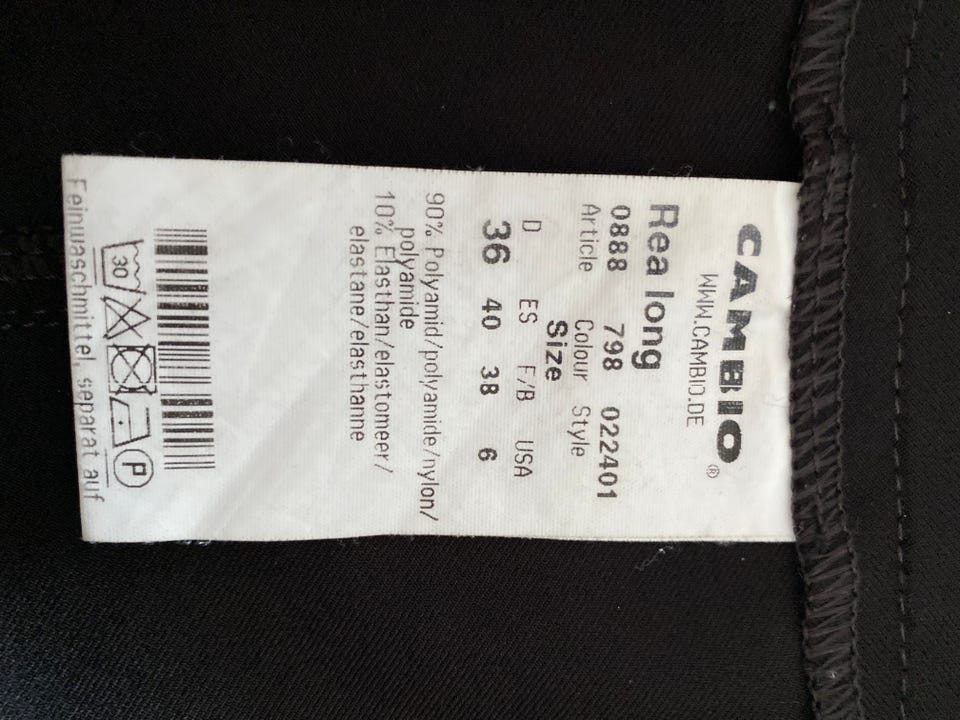 CAMBIO®
WWW.CAMBIO.DE
Rea long
0888 798 022401
Article Colour Style
Size
D ES F/B USA
36 40 38 6
90% Polyamid/polyamide/nylon/
polyamide
10% Elasthan/elastomeer/
elastane/elasthanne
30 P
Feinwaschmittel, separat auf